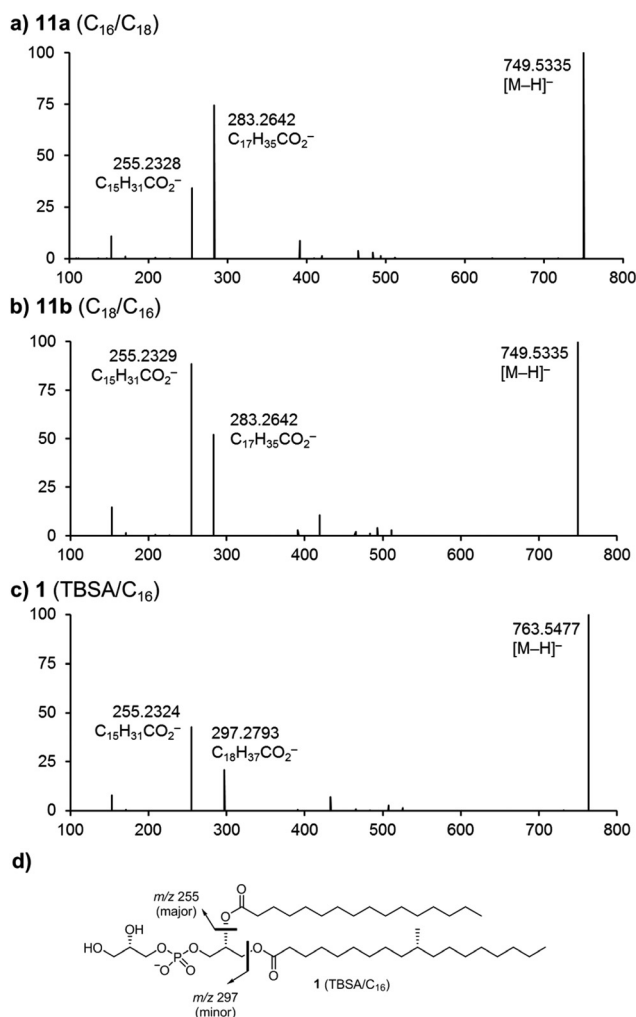 a) 11a (C₁₆/C₁₈)
100
75
50
25
0
749.5335
[M–H]⁻
283.2642
C₁₇H₃₅CO₂⁻
255.2328
C₁₅H₃₁CO₂⁻
100 200 300 400 500 600 700 800
b) 11b (C₁₈/C₁₆)
100
75
50
25
0
255.2329
C₁₅H₃₁CO₂⁻
749.5335
[M–H]⁻
283.2642
C₁₇H₃₅CO₂⁻
100 200 300 400 500 600 700 800
c) 1 (TBSA/C₁₆)
100
75
50
25
0
763.5477
[M–H]⁻
255.2324
C₁₅H₃₁CO₂⁻
297.2793
C₁₈H₃₇CO₂⁻
100 200 300 400 500 600 700 800
d)
m/z 255
(major)
O
OH
O
HO O P O O
⁻O O O
m/z 297
(minor)
1 (TBSA/C₁₆)